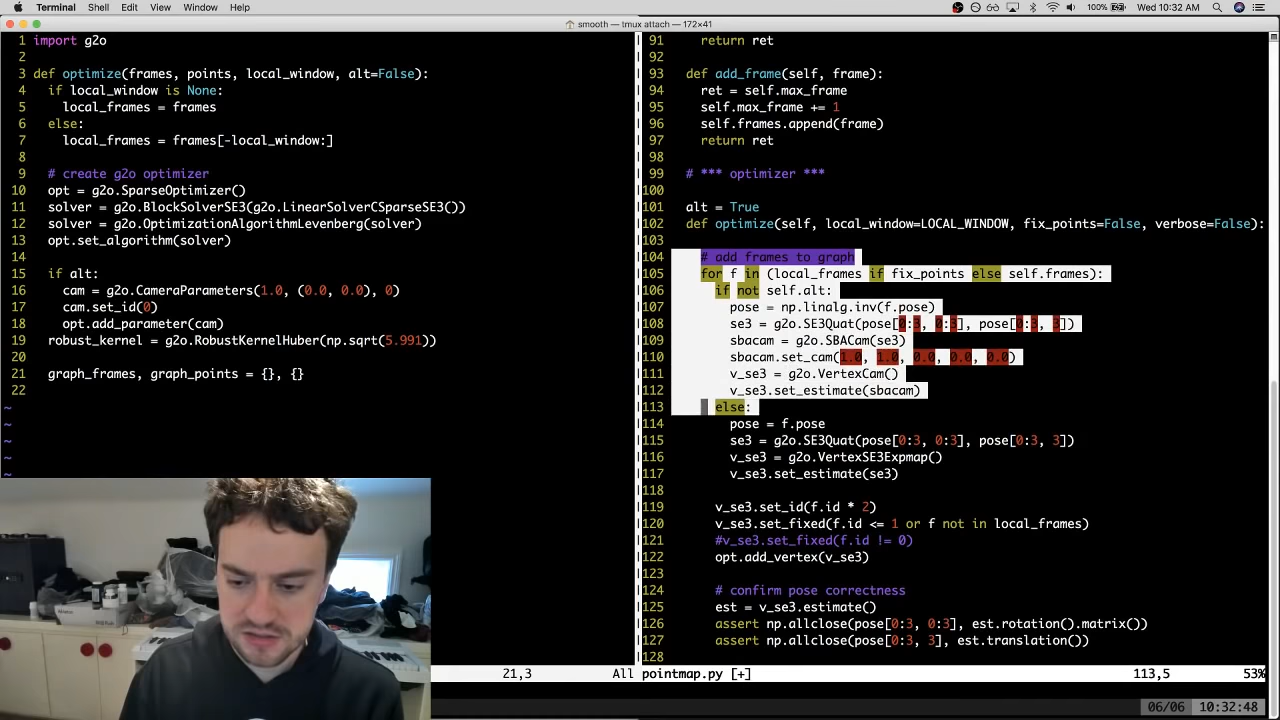 Terminal Shell Edit View Window Help 100% Wed 10:32 AM
smooth — tmux attach — 172×41
1 import g2o
2
3 def optimize(frames, points, local_window, alt=False):
4 if local_window is None:
5 local_frames = frames
6 else:
7 local_frames = frames[-local_window:]
8
9 # create g2o optimizer
10 opt = g2o.SparseOptimizer()
11 solver = g2o.BlockSolverSE3(g2o.LinearSolverCSparseSE3())
12 solver = g2o.OptimizationAlgorithmLevenberg(solver)
13 opt.set_algorithm(solver)
14
15 if alt:
16 cam = g2o.CameraParameters(1.0, (0.0, 0.0), 0)
17 cam.set_id(0)
18 opt.add_parameter(cam)
19 robust_kernel = g2o.RobustKernelHuber(np.sqrt(5.991))
20
21 graph_frames, graph_points = {}, {}
22
~
~
~
~
~
21,3 All
91 return ret
92
93 def add_frame(self, frame):
94 ret = self.max_frame
95 self.max_frame += 1
96 self.frames.append(frame)
97 return ret
98
99 # *** optimizer ***
100
101 alt = True
102 def optimize(self, local_window=LOCAL_WINDOW, fix_points=False, verbose=False):
103
104 # add frames to graph
105 for f in (local_frames if fix_points else self.frames):
106 if not self.alt:
107 pose = np.linalg.inv(f.pose)
108 se3 = g2o.SE3Quat(pose[0:3, 0:3], pose[0:3, 3])
109 sbacam = g2o.SBACam(se3)
110 sbacam.set_cam(1.0, 1.0, 0.0, 0.0, 0.0)
111 v_se3 = g2o.VertexCam()
112 v_se3.set_estimate(sbacam)
113 else:
114 pose = f.pose
115 se3 = g2o.SE3Quat(pose[0:3, 0:3], pose[0:3, 3])
116 v_se3 = g2o.VertexSE3Expmap()
117 v_se3.set_estimate(se3)
118
119 v_se3.set_id(f.id * 2)
120 v_se3.set_fixed(f.id <= 1 or f not in local_frames)
121 #v_se3.set_fixed(f.id != 0)
122 opt.add_vertex(v_se3)
123
124 # confirm pose correctness
125 est = v_se3.estimate()
126 assert np.allclose(pose[0:3, 0:3], est.rotation().matrix())
127 assert np.allclose(pose[0:3, 3], est.translation())
128
pointmap.py [+] 113,5 53%
06/06 10:32:48